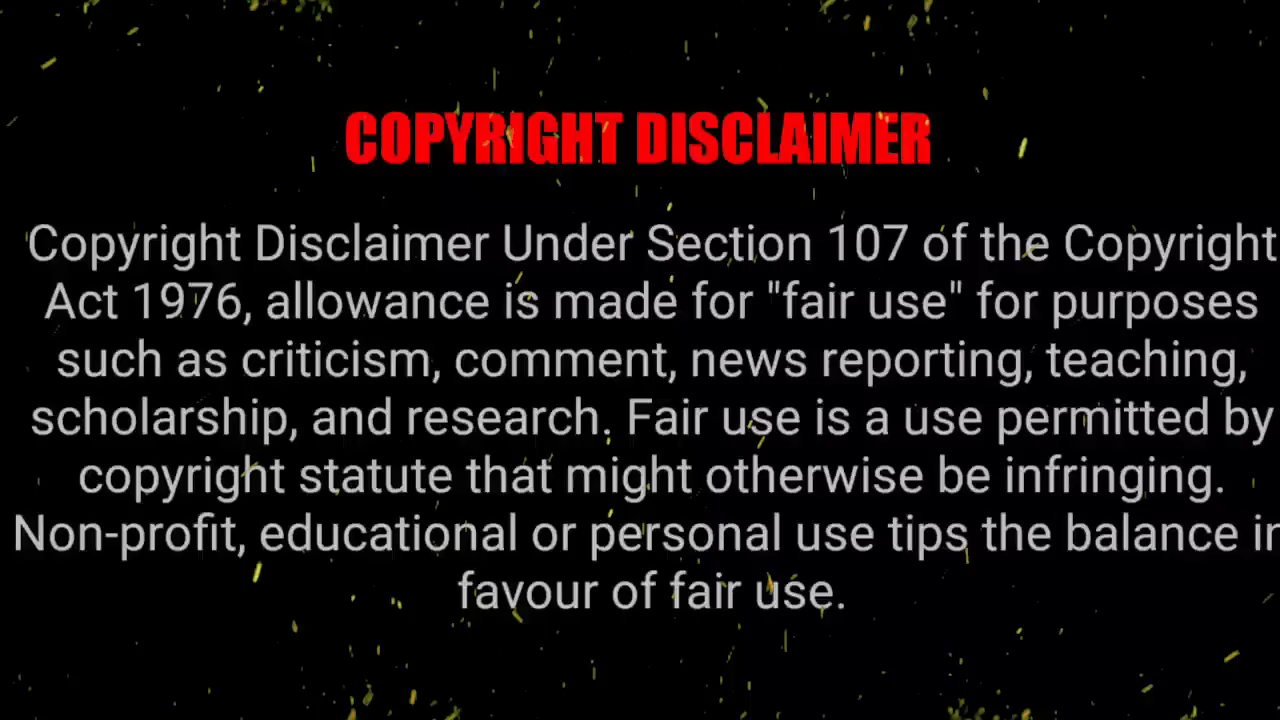 COPYRIGHT DISCLAIMER
Copyright Disclaimer Under Section 107 of the Copyright
Act 1976, allowance is made for "fair use" for purposes
such as criticism, comment, news reporting, teaching,
scholarship, and research. Fair use is a use permitted by
copyright statute that might otherwise be infringing.
Non-profit, educational or personal use tips the balance in
favour of fair use.